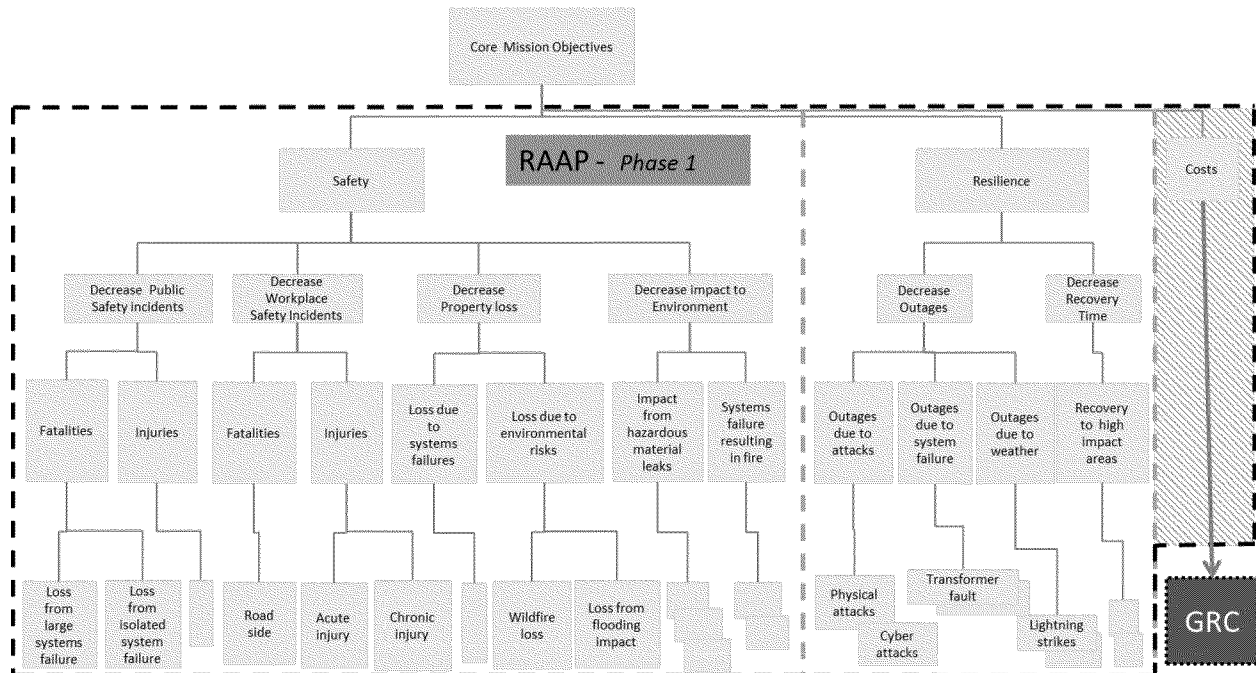 Core Mission Objectives
RAAP - Phase 1
Safety
Resilience
Costs
Decrease Public
Safety incidents
Decrease
Workplace
Safety Incidents
Decrease
Property loss
Decrease impact to
Environment
Decrease
Outages
Decrease
Recovery
Time
Fatalities
Injuries
Fatalities
Injuries
Loss due
to
systems
failures
Loss due to
environmental
risks
Impact
from
hazardous
material
leaks
Systems
failure
resulting
in fire
Outages
due to
attacks
Outages
due to
system
failure
Outages
due to
weather
Recovery
to high
impact
areas
Loss
from
large
systems
failure
Loss
from
isolated
system
failure
Road
side
Acute
injury
Chronic
injury
Wildfire
loss
Loss from
flooding
impact
Physical
attacks
Cyber
attacks
Transformer
fault
Lightning
strikes
GRC